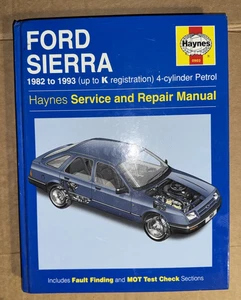 FORD
SIERRA
Haynes
1982 to 1993 (up to K registration) 4-cylinder Petrol
Haynes Service and Repair Manual
Includes Fault Finding and MOT Test Check Sections